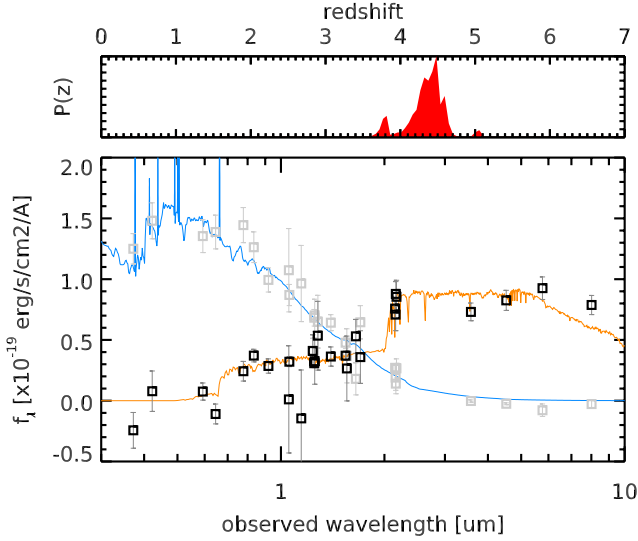 redshift
0 1 2 3 4 5 6 7
P(z)
2.0
1.5
1.0
0.5
0.0
-0.5
fλ [x10⁻¹⁹ erg/s/cm2/A]
1 10
observed wavelength [um]